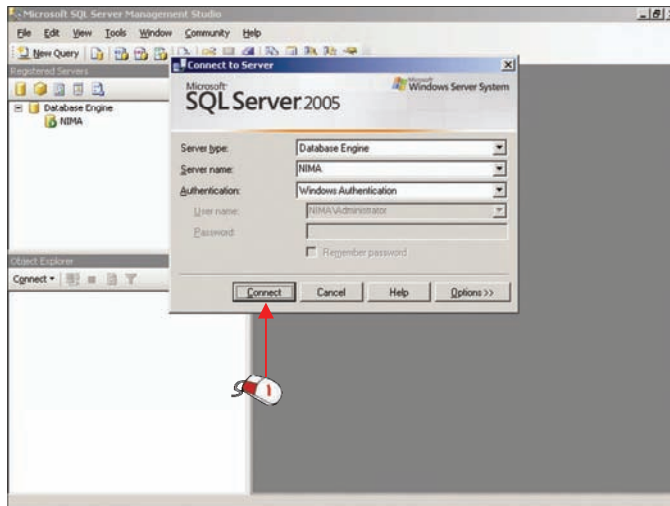 Microsoft SQL Server Management Studio
File Edit View Tools Window Community Help
New Query
Registered Servers
Database Engine
NIMA
Object Explorer
Connect
Connect to Server
Microsoft
SQL Server 2005
Microsoft
Windows Server System
Server type: Database Engine
Server name: NIMA
Authentication: Windows Authentication
User name: NIMA\Administrator
Password:
Remember password
Connect Cancel Help Options >>
۱